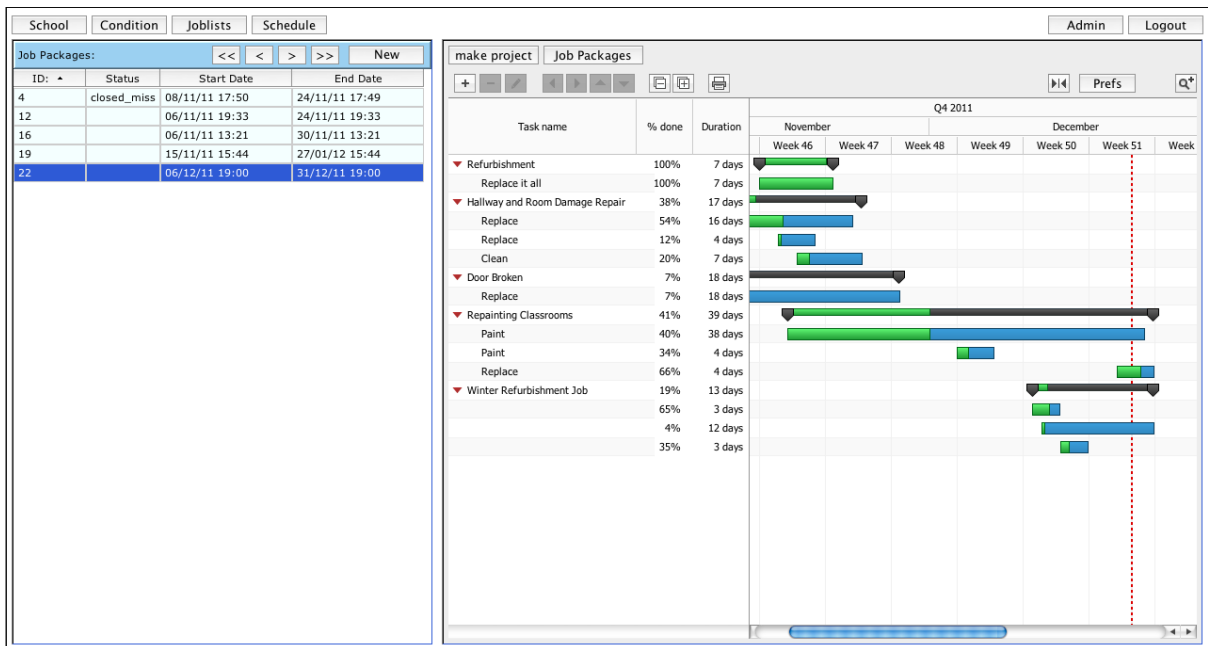 School Condition Joblists Schedule Admin Logout
Job Packages: << < > >> New
ID: Status Start Date End Date
4 closed_miss 08/11/11 17:50 24/11/11 17:49
12 06/11/11 19:33 24/11/11 19:33
16 06/11/11 13:21 30/11/11 13:21
19 15/11/11 15:44 27/01/12 15:44
22 06/12/11 19:00 31/12/11 19:00
make project Job Packages
Prefs
Task name % done Duration
Q4 2011
November December
Week 46 Week 47 Week 48 Week 49 Week 50 Week 51 Week
Refurbishment 100% 7 days
Replace it all 100% 7 days
Hallway and Room Damage Repair 38% 17 days
Replace 54% 16 days
Replace 12% 4 days
Clean 20% 7 days
Door Broken 7% 18 days
Replace 7% 18 days
Repainting Classrooms 41% 39 days
Paint 40% 38 days
Paint 34% 4 days
Replace 66% 4 days
Winter Refurbishment Job 19% 13 days
65% 3 days
4% 12 days
35% 3 days